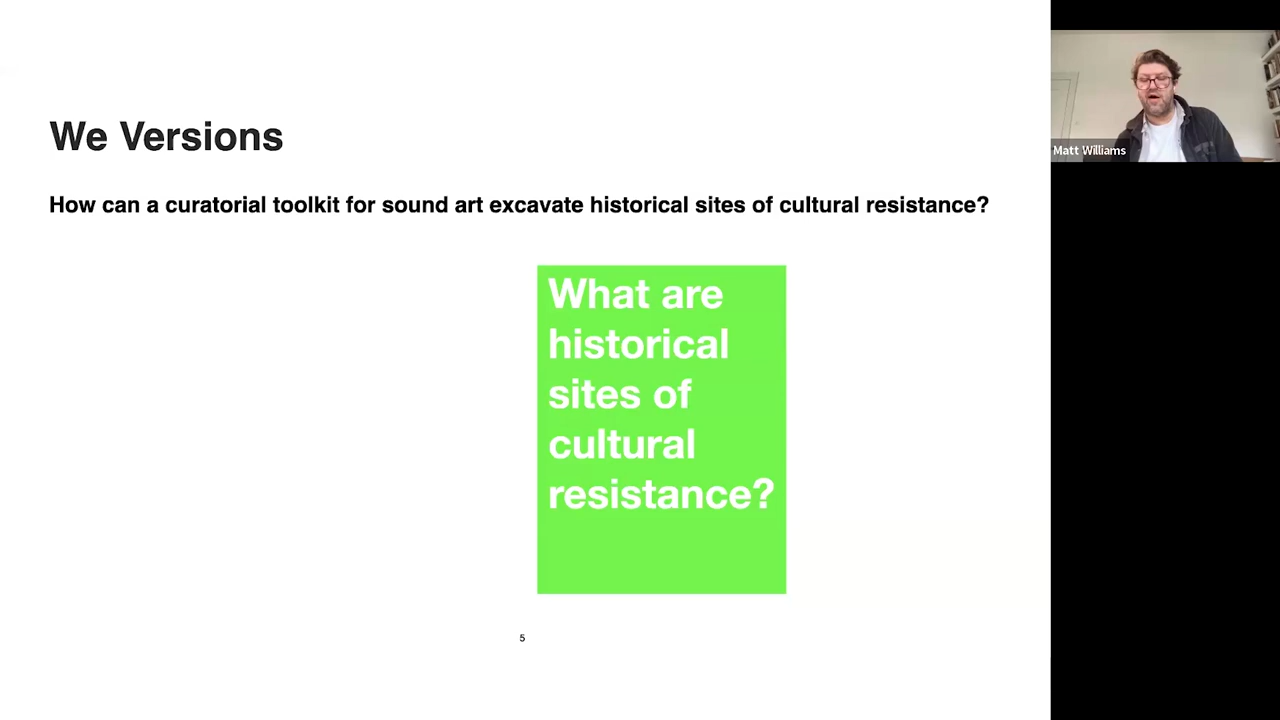 We Versions
How can a curatorial toolkit for sound art excavate historical sites of cultural resistance?
What are
historical
sites of
cultural
resistance?
5
Matt Williams